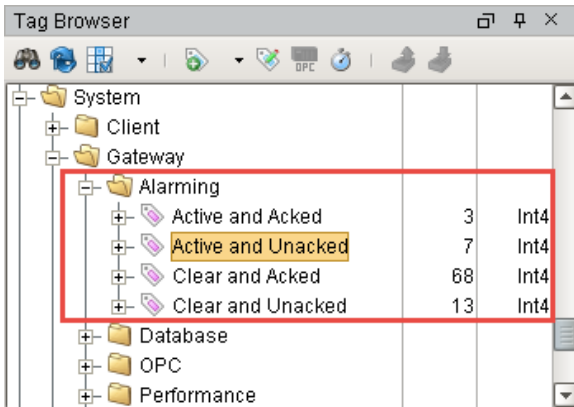 Tag Browser
OPC
System
Client
Gateway
Alarming
Active and Acked 3 Int4
Active and Unacked 7 Int4
Clear and Acked 68 Int4
Clear and Unacked 13 Int4
Database
OPC
Performance